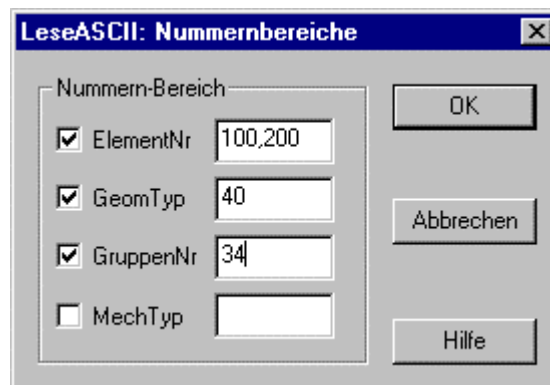 LeseASCII: Nummernbereiche
Nummern-Bereich
ElementNr 100,200
GeomTyp 40
GruppenNr 34
MechTyp
OK
Abbrechen
Hilfe